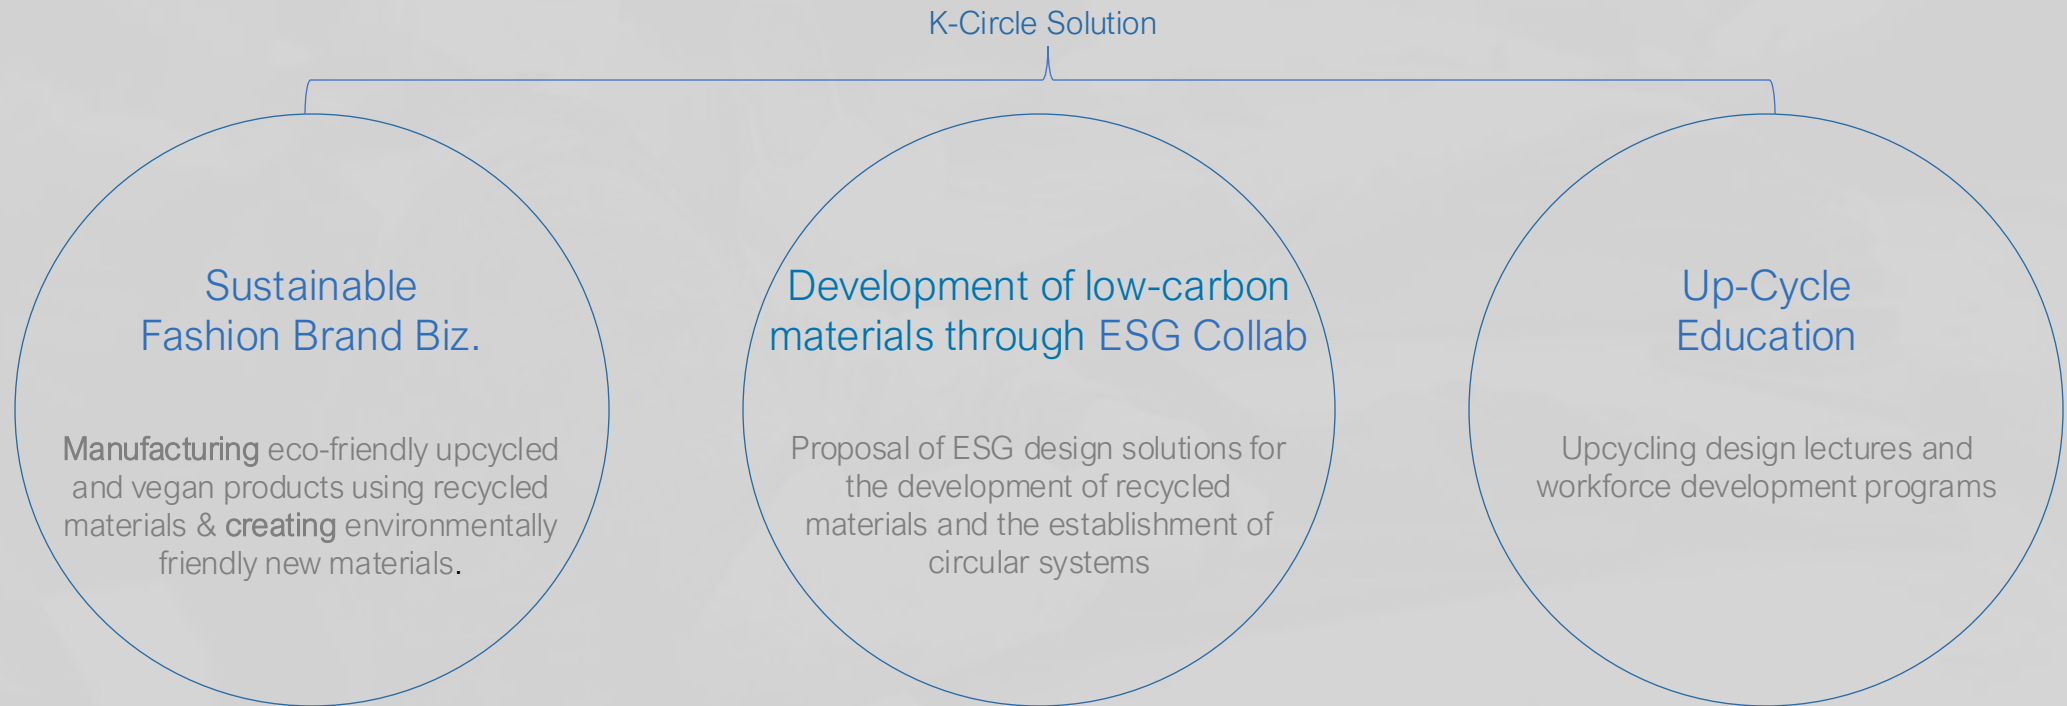 K-Circle Solution
Sustainable
Fashion Brand Biz.
Manufacturing eco-friendly upcycled
and vegan products using recycled
materials & creating environmentally
friendly new materials.
Development of low-carbon
materials through ESG Collab
Proposal of ESG design solutions for
the development of recycled
materials and the establishment of
circular systems
Up-Cycle
Education
Upcycling design lectures and
workforce development programs